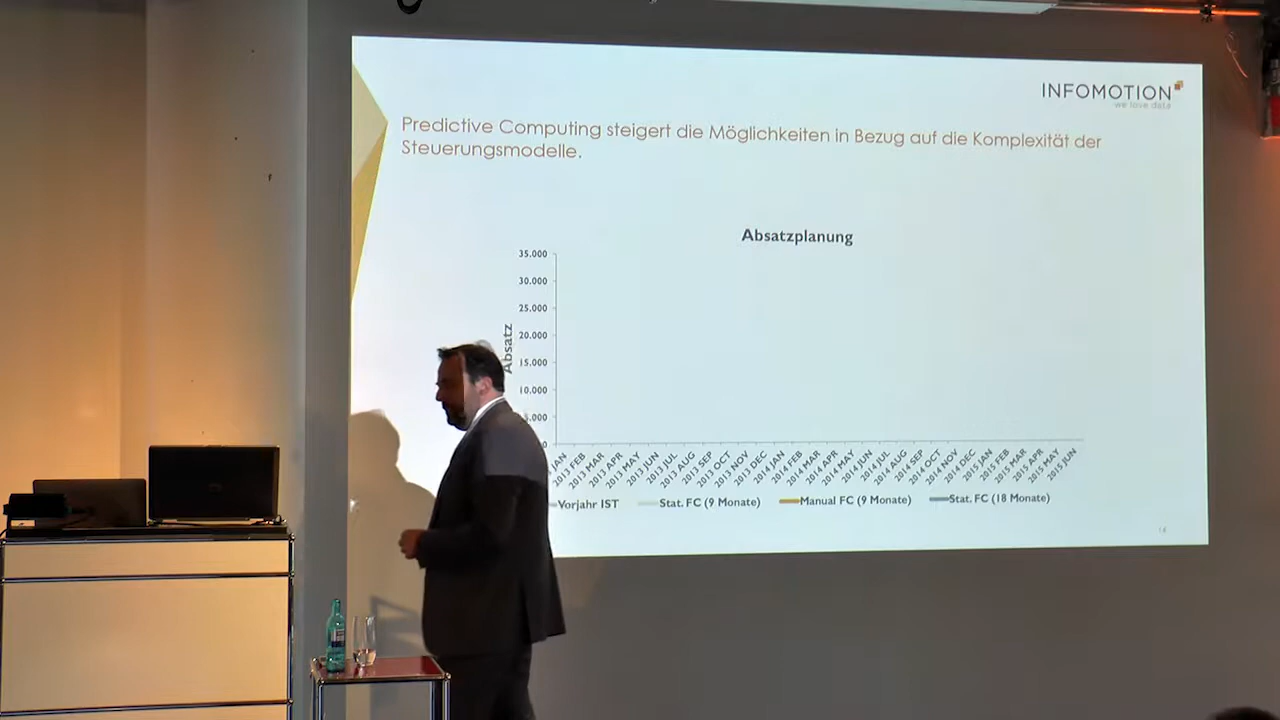 INFOMOTION
we love data
Predictive Computing steigert die Möglichkeiten in Bezug auf die Komplexität der
Steuerungsmodelle.
Absatzplanung
Absatz
35.000
30.000
25.000
20.000
15.000
10.000
5.000
0
JAN 2013 FEB 2013 MAR 2013 APR 2013 MAY 2013 JUN 2013 JUL 2013 AUG 2013 SEP 2013 OCT 2013 NOV 2013 DEC 2014 JAN 2014 FEB 2014 MAR 2014 APR 2014 MAY 2014 JUN 2014 JUL 2014 AUG 2014 SEP 2014 OCT 2014 NOV 2014 DEC 2015 JAN 2015 FEB 2015 MAR 2015 APR 2015 MAY 2015 JUN
Vorjahr IST Stat. FC (9 Monate) Manual FC (9 Monate) Stat. FC (18 Monate)